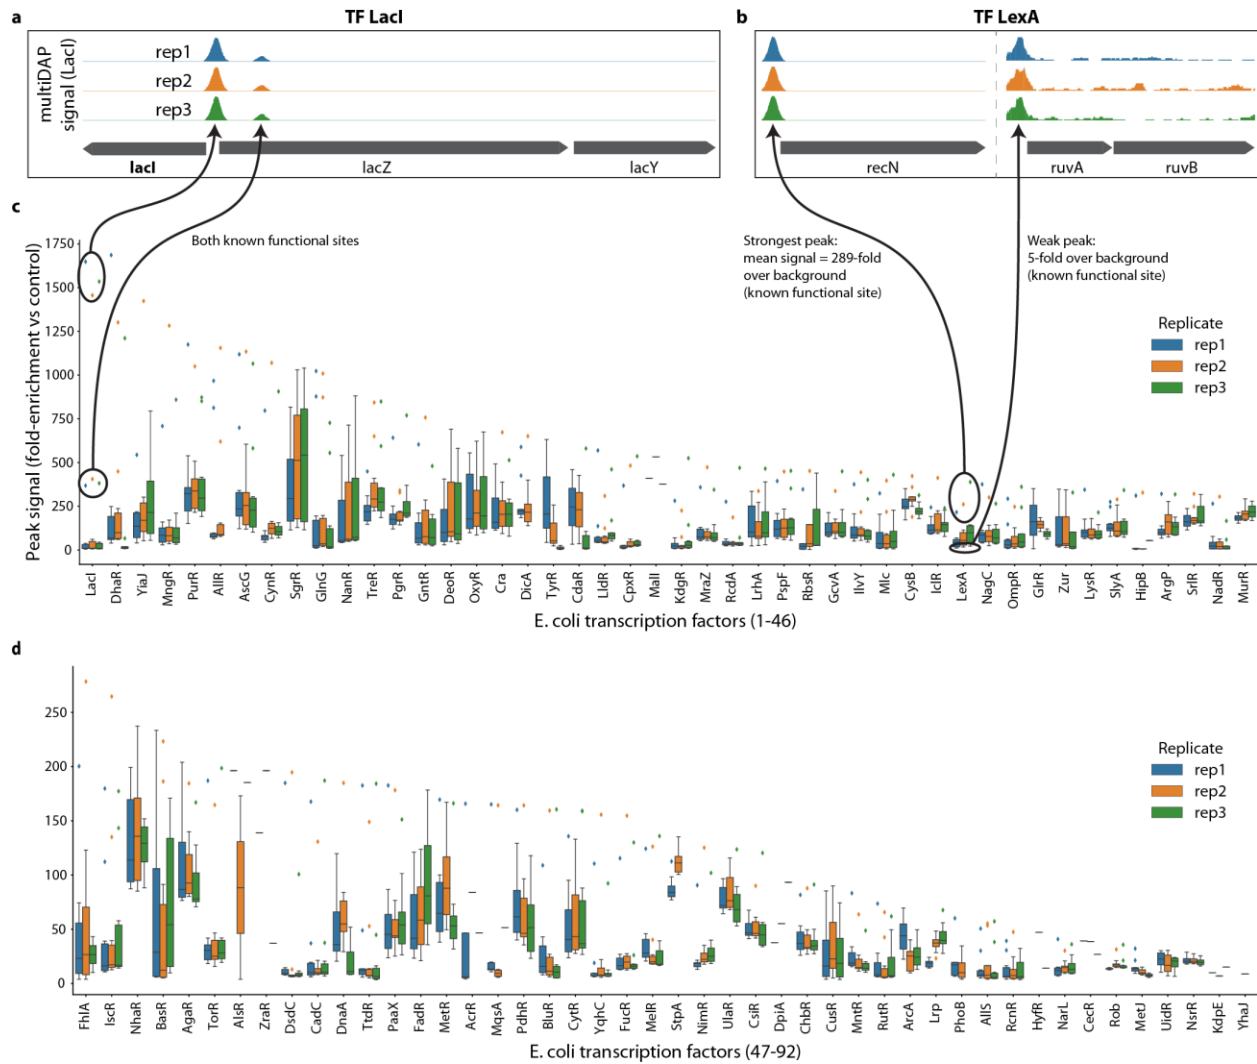 a
TF LacI
b
TF LexA
multiDAP
signal (LacI)
rep1
rep2
rep3
lacI
lacZ
lacY
recN
ruvA
ruvB
c
Both known functional sites
Strongest peak:
mean signal = 289-fold
over background
(known functional site)
Weak peak:
5-fold over background
(known functional site)
Peak signal (fold-enrichment vs control)
1750
1500
1250
1000
750
500
250
0
Replicate
rep1
rep2
rep3
LacI DhaR YiaJ MngR PurR AllR AscG CynR SgrR GlnG NanR TreR PgrR GntR DeoR OxyR Cra DicA TyrR CdaR LldR CpxR MalI KdgR MraZ RcdA LrhA PspF RbsR GcvA IlvY Mlc CysB IclR LexA NagC OmpR GlrR Zur LysR SlyA HipB ArgP SrlR NadR MurR
E. coli transcription factors (1-46)
d
250
200
150
100
50
0
Replicate
rep1
rep2
rep3
FhlA IscR NhaR BasR AgaR TorR AlsR ZraR DsdC CadC DnaA TtdR PaaX FadR MetR AcrR MqsA PdhR BluR CytR YqhC FucR MelR StpA NimR UlaR CsiR DpiA ChbR CusR MntR RutR ArcA Lrp PhoB AllS RcnR HyfR NarL CecR Rob MetJ UidR NsrR KdpE YhaJ
E. coli transcription factors (47-92)